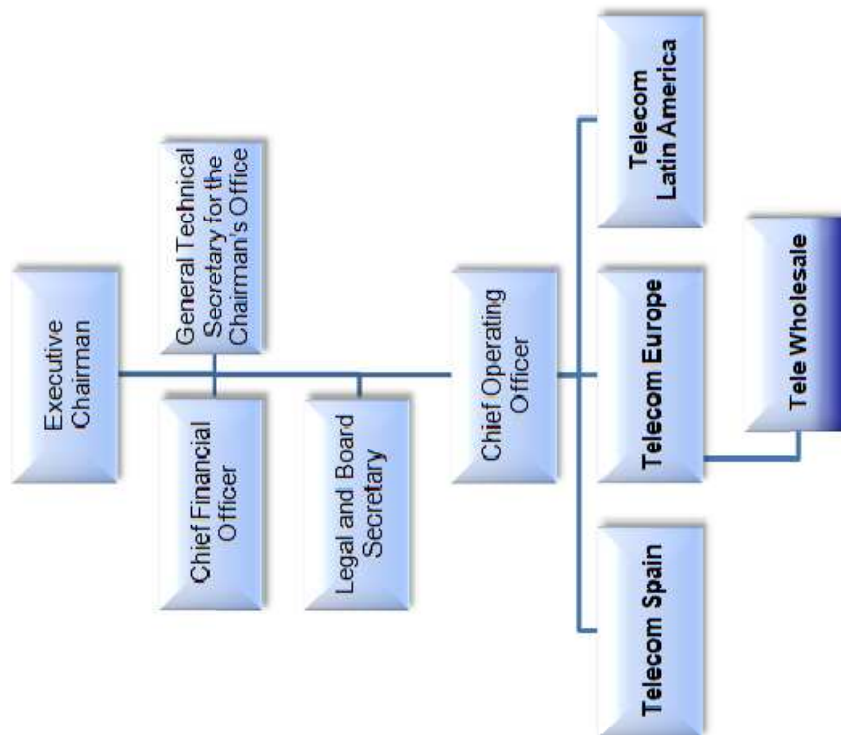 Executive
Chairman
Chief Financial
Officer
General Technical
Secretary for the
Chairman's Office
Legal and Board
Secretary
Chief Operating
Officer
Telecom Spain
Telecom Europe
Telecom
Latin America
Tele Wholesale